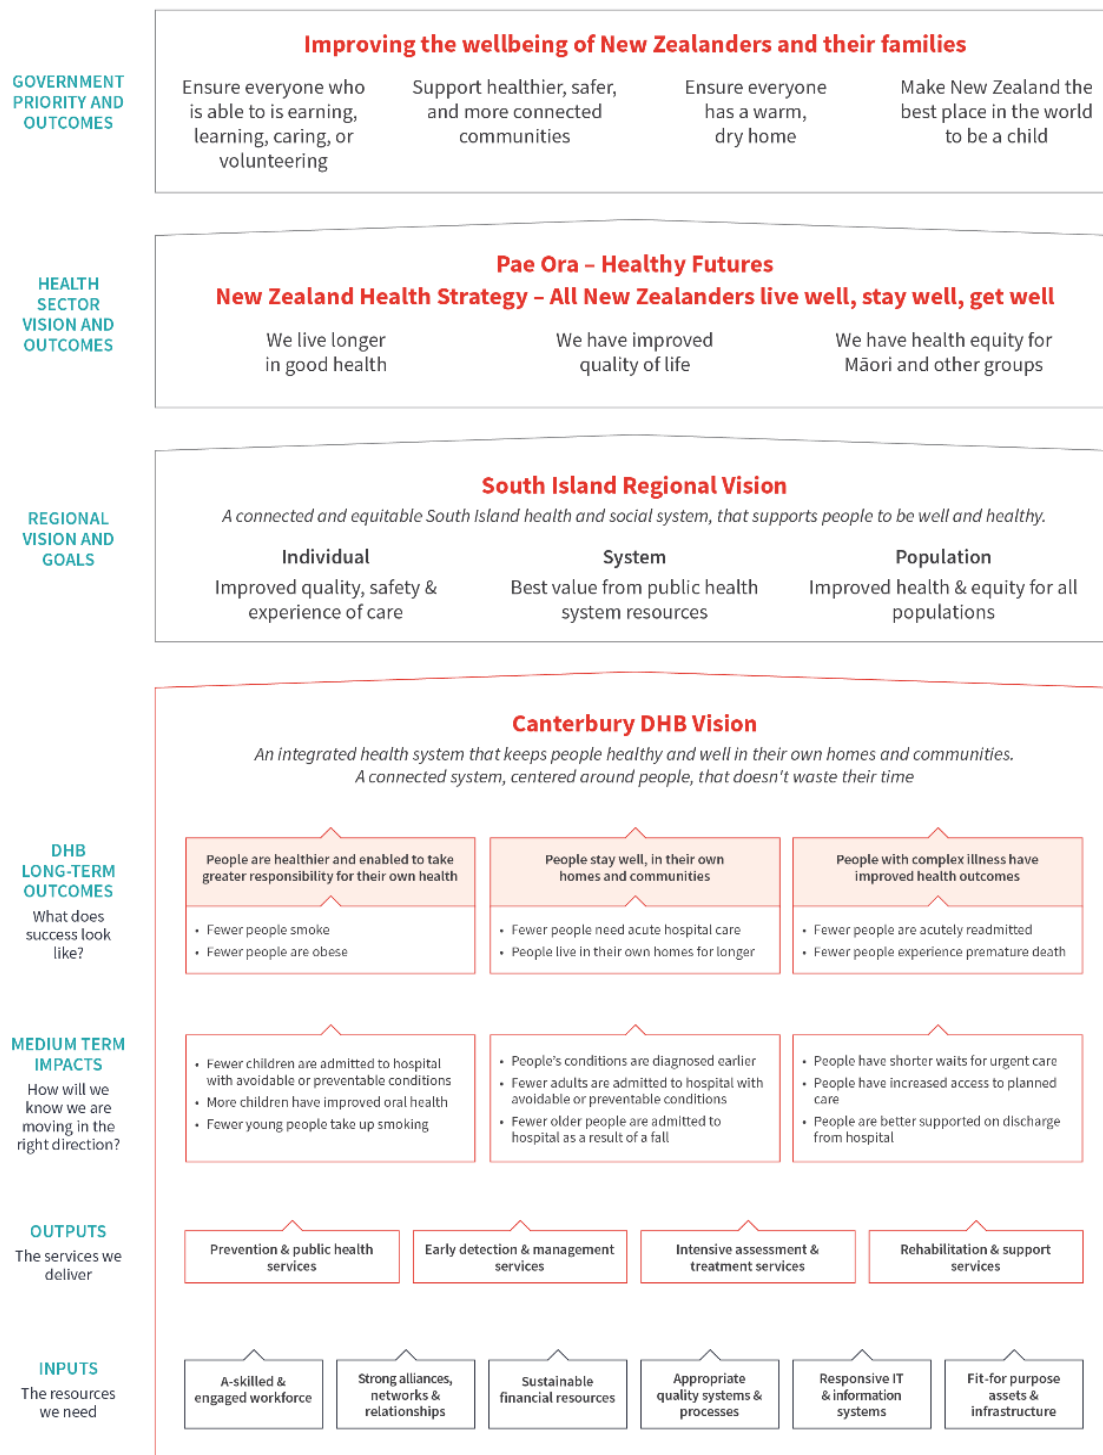 Improving the wellbeing of New Zealanders and their families
GOVERNMENT
PRIORITY AND
OUTCOMES
Ensure everyone who
is able to is earning,
learning, caring, or
volunteering
Support healthier, safer,
and more connected
communities
Ensure everyone
has a warm,
dry home
Make New Zealand the
best place in the world
to be a child
HEALTH
SECTOR
VISION AND
OUTCOMES
Pae Ora – Healthy Futures
New Zealand Health Strategy – All New Zealanders live well, stay well, get well
We live longer
in good health
We have improved
quality of life
We have health equity for
Māori and other groups
REGIONAL
VISION AND
GOALS
South Island Regional Vision
A connected and equitable South Island health and social system, that supports people to be well and healthy.
Individual
Improved quality, safety &
experience of care
System
Best value from public health
system resources
Population
Improved health & equity for all
populations
Canterbury DHB Vision
An integrated health system that keeps people healthy and well in their own homes and communities.
A connected system, centered around people, that doesn't waste their time
DHB
LONG-TERM
OUTCOMES
What does
success look
like?
People are healthier and enabled to take
greater responsibility for their own health
• Fewer people smoke
• Fewer people are obese
People stay well, in their own
homes and communities
• Fewer people need acute hospital care
• People live in their own homes for longer
People with complex illness have
improved health outcomes
• Fewer people are acutely readmitted
• Fewer people experience premature death
MEDIUM TERM
IMPACTS
How will we
know we are
moving in the
right direction?
• Fewer children are admitted to hospital
with avoidable or preventable conditions
• More children have improved oral health
• Fewer young people take up smoking
• People's conditions are diagnosed earlier
• Fewer adults are admitted to hospital with
avoidable or preventable conditions
• Fewer older people are admitted to
hospital as a result of a fall
• People have shorter waits for urgent care
• People have increased access to planned
care
• People are better supported on discharge
from hospital
OUTPUTS
The services we
deliver
Prevention & public health
services
Early detection & management
services
Intensive assessment &
treatment services
Rehabilitation & support
services
INPUTS
The resources
we need
A-skilled &
engaged workforce
Strong alliances,
networks &
relationships
Sustainable
financial resources
Appropriate
quality systems &
processes
Responsive IT
& information
systems
Fit-for purpose
assets &
infrastructure